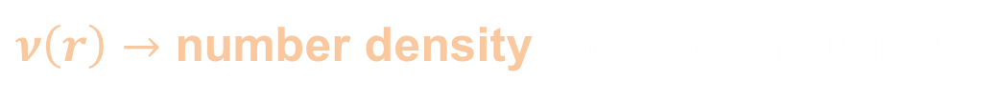 ν(r) → number density